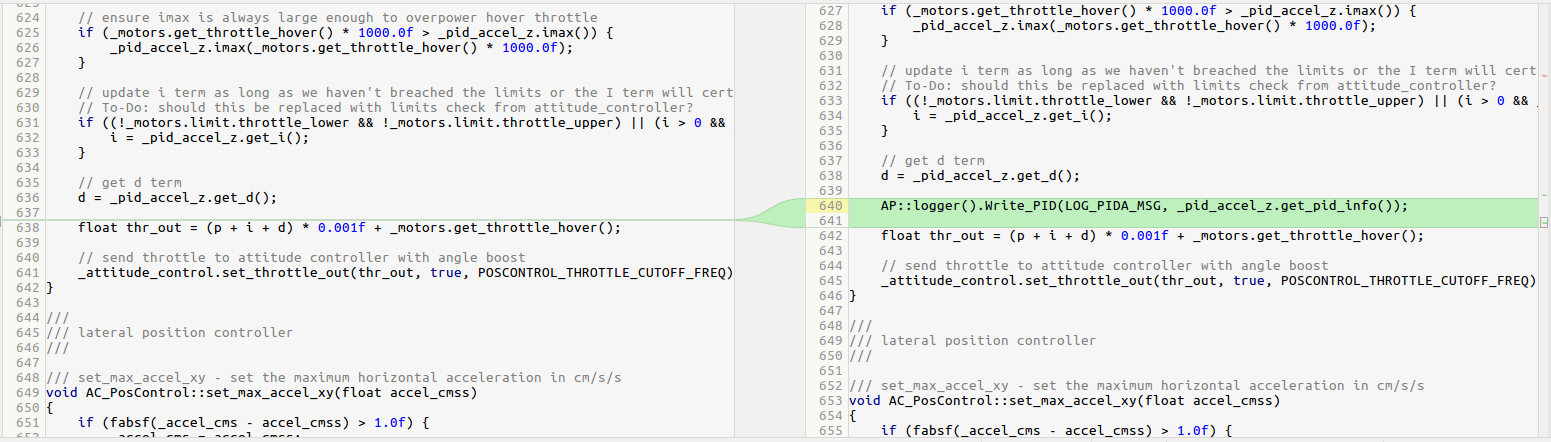 623
624 // ensure imax is always large enough to overpower hover throttle
625 if (_motors.get_throttle_hover() * 1000.0f > _pid_accel_z.imax()) {
626 _pid_accel_z.imax(_motors.get_throttle_hover() * 1000.0f);
627 }
628
629 // update i term as long as we haven't breached the limits or the I term will cert
630 // To-Do: should this be replaced with limits check from attitude_controller?
631 if ((!_motors.limit.throttle_lower && !_motors.limit.throttle_upper) || (i > 0 &&
632 i = _pid_accel_z.get_i();
633 }
634
635 // get d term
636 d = _pid_accel_z.get_d();
637
638 float thr_out = (p + i + d) * 0.001f + _motors.get_throttle_hover();
639
640 // send throttle to attitude controller with angle boost
641 _attitude_control.set_throttle_out(thr_out, true, POSCONTROL_THROTTLE_CUTOFF_FREQ)
642 }
643
644 ///
645 /// lateral position controller
646 ///
647
648 /// set_max_accel_xy - set the maximum horizontal acceleration in cm/s/s
649 void AC_PosControl::set_max_accel_xy(float accel_cmss)
650 {
651 if (fabsf(_accel_cms - accel_cmss) > 1.0f) {
652 _accel_cms = accel_cmss;
627 if (_motors.get_throttle_hover() * 1000.0f > _pid_accel_z.imax()) {
628 _pid_accel_z.imax(_motors.get_throttle_hover() * 1000.0f);
629 }
630
631 // update i term as long as we haven't breached the limits or the I term will cert
632 // To-Do: should this be replaced with limits check from attitude_controller?
633 if ((!_motors.limit.throttle_lower && !_motors.limit.throttle_upper) || (i > 0 &&
634 i = _pid_accel_z.get_i();
635 }
636
637 // get d term
638 d = _pid_accel_z.get_d();
639
640 AP::logger().Write_PID(LOG_PIDA_MSG, _pid_accel_z.get_pid_info());
641
642 float thr_out = (p + i + d) * 0.001f + _motors.get_throttle_hover();
643
644 // send throttle to attitude controller with angle boost
645 _attitude_control.set_throttle_out(thr_out, true, POSCONTROL_THROTTLE_CUTOFF_FREQ)
646 }
647
648 ///
649 /// lateral position controller
650 ///
651
652 /// set_max_accel_xy - set the maximum horizontal acceleration in cm/s/s
653 void AC_PosControl::set_max_accel_xy(float accel_cmss)
654 {
655 if (fabsf(_accel_cms - accel_cmss) > 1.0f) {